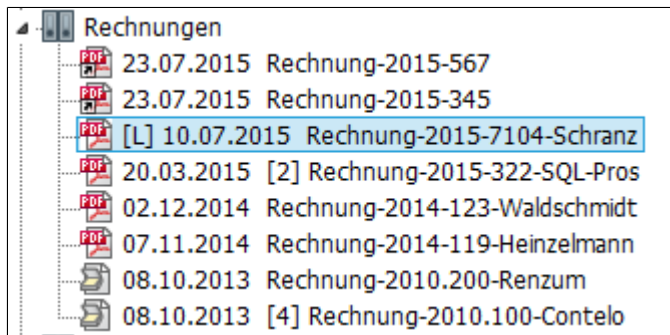 Rechnungen
23.07.2015 Rechnung-2015-567
23.07.2015 Rechnung-2015-345
[L] 10.07.2015 Rechnung-2015-7104-Schranz
20.03.2015 [2] Rechnung-2015-322-SQL-Pros
02.12.2014 Rechnung-2014-123-Waldschmidt
07.11.2014 Rechnung-2014-119-Heinzelmann
08.10.2013 Rechnung-2010.200-Renzum
08.10.2013 [4] Rechnung-2010.100-Contelo